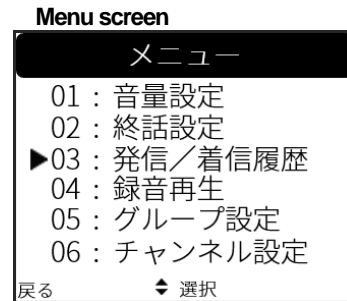 Menu screen
メニュー
01：音量設定
02：終話設定
▶03：発信／着信履歴
04：録音再生
05：グループ設定
06：チャンネル設定
戻る ♦ 選択